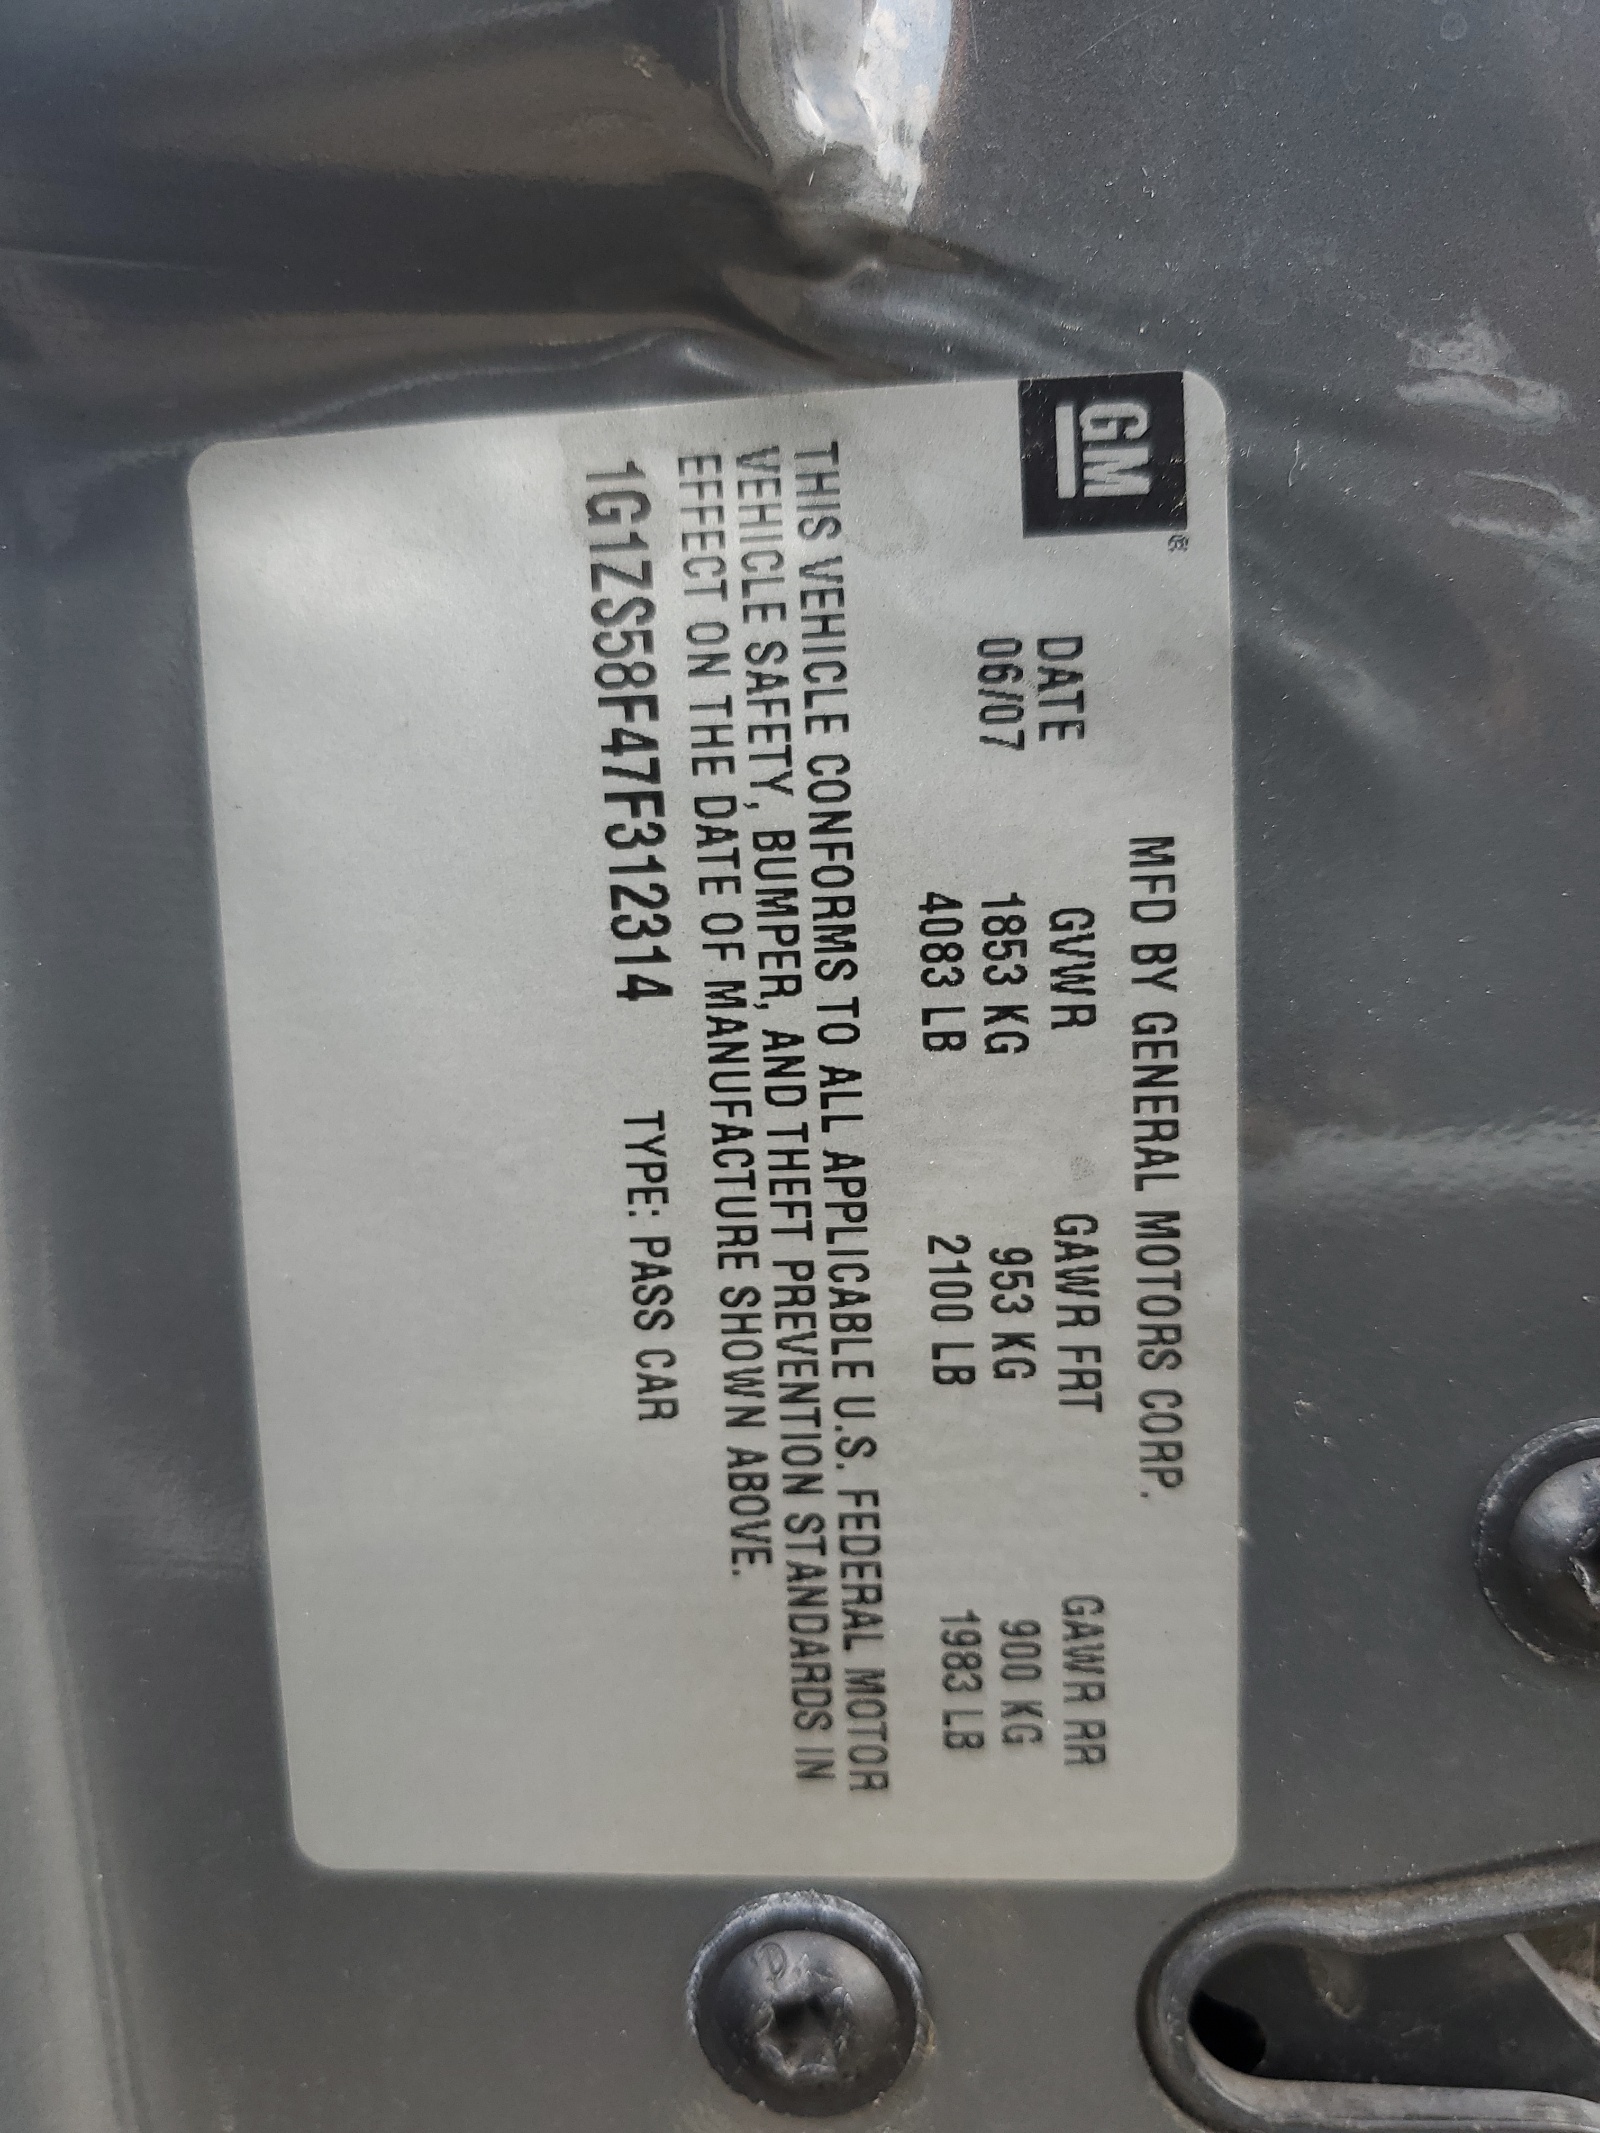 GM®
MFD BY GENERAL MOTORS CORP.
DATE GVWR GAWR FRT GAWR RR
06/07 1853 KG 953 KG 900 KG
4083 LB 2100 LB 1983 LB
THIS VEHICLE CONFORMS TO ALL APPLICABLE U.S. FEDERAL MOTOR
VEHICLE SAFETY, BUMPER, AND THEFT PREVENTION STANDARDS IN
EFFECT ON THE DATE OF MANUFACTURE SHOWN ABOVE.
1G1ZS58F47F312314 TYPE: PASS CAR
D